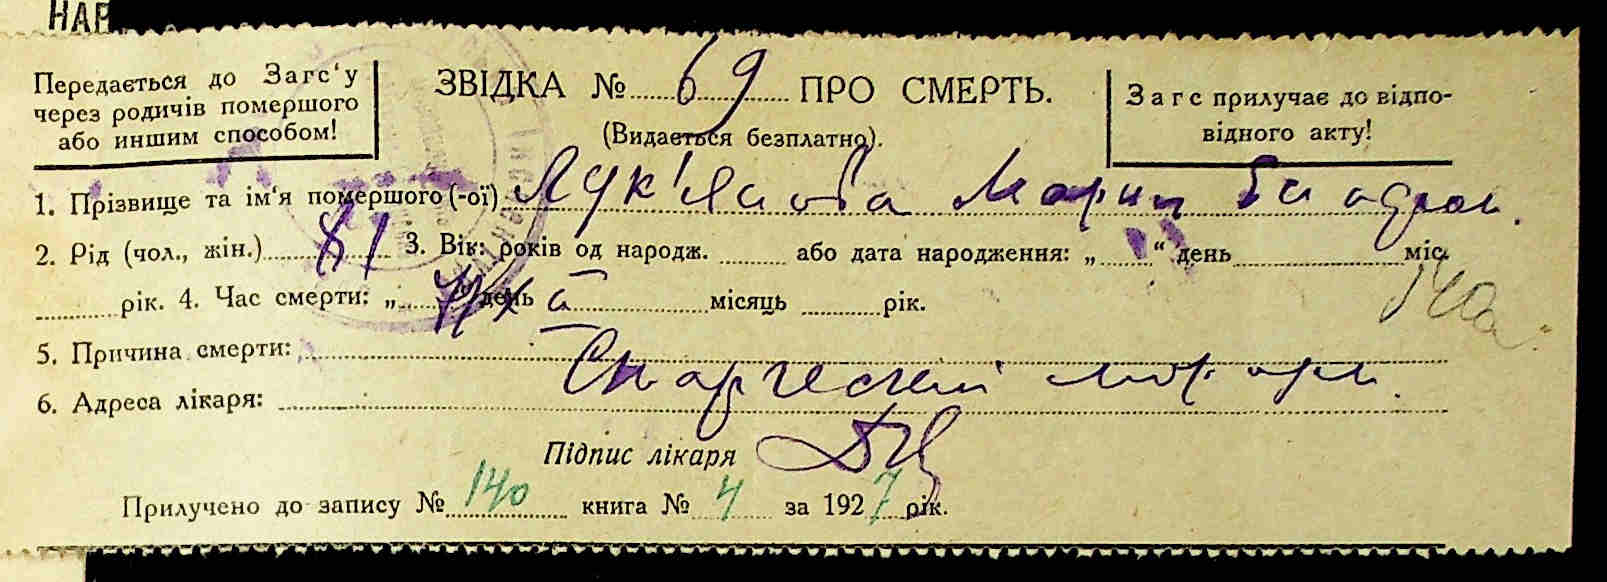 НАР
Передається до Загс'у
через родичів помершого
або иншим способом!
ЗВІДКА № 69 ПРО СМЕРТЬ.
(Видається безплатно).
Загс прилучає до відпо-
відного акту!
1. Прізвище та ім'я помершого (-ої) Лук'янова Мария
2. Рід (чол., жін.) 81 3. Вік: років од народж. або дата народження: „ “ день міс.
рік. 4. Час смерти: „ “ день місяць рік.
5. Причина смерти:
Старческий
6. Адреса лікаря:
Підпис лікаря
Прилучено до запису № 140 книга № 4 за 1927 рік.